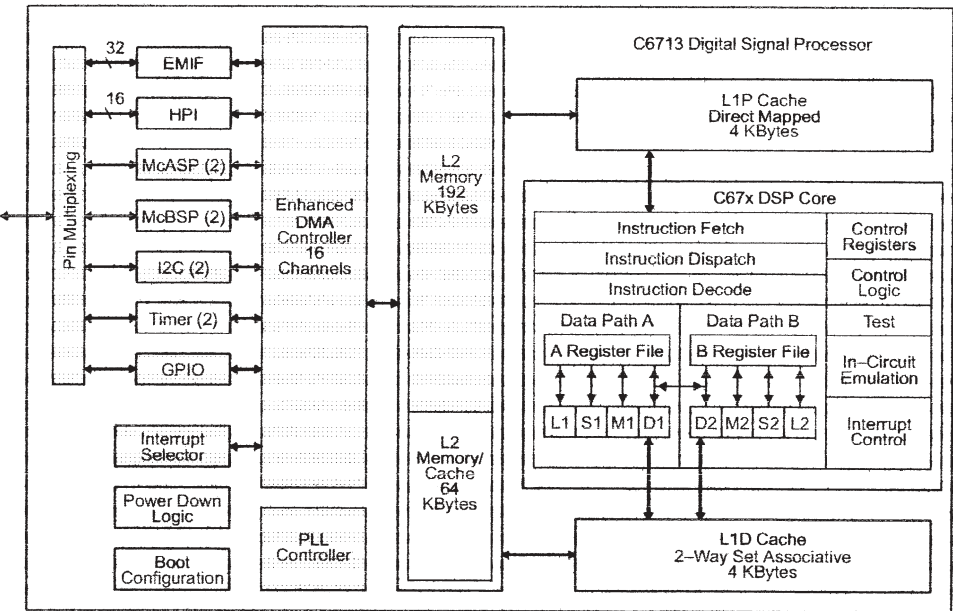 C6713 Digital Signal Processor
Pin Multiplexing
32
EMIF
16
HPI
McASP (2)
McBSP (2)
I2C (2)
Timer (2)
GPIO
Interrupt
Selector
Power Down
Logic
Boot
Configuration
Enhanced
DMA
Controller
16
Channels
PLL
Controller
L2
Memory
192
KBytes
L2
Memory/
Cache
64
KBytes
L1P Cache
Direct Mapped
4 KBytes
C67x DSP Core
Instruction Fetch
Instruction Dispatch
Instruction Decode
Data Path A
A Register File
L1 S1 M1 D1
Data Path B
B Register File
D2 M2 S2 L2
Control
Registers
Control
Logic
Test
In–Circuit
Emulation
Interrupt
Control
L1D Cache
2–Way Set Associative
4 KBytes